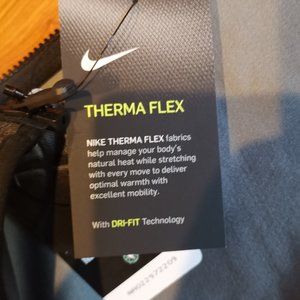 THERMA FLEX
NIKE THERMA FLEX fabrics
help manage your body's
natural heat while stretching
with every move to deliver
optimal warmth with
excellent mobility.
With DRI-FIT Technology